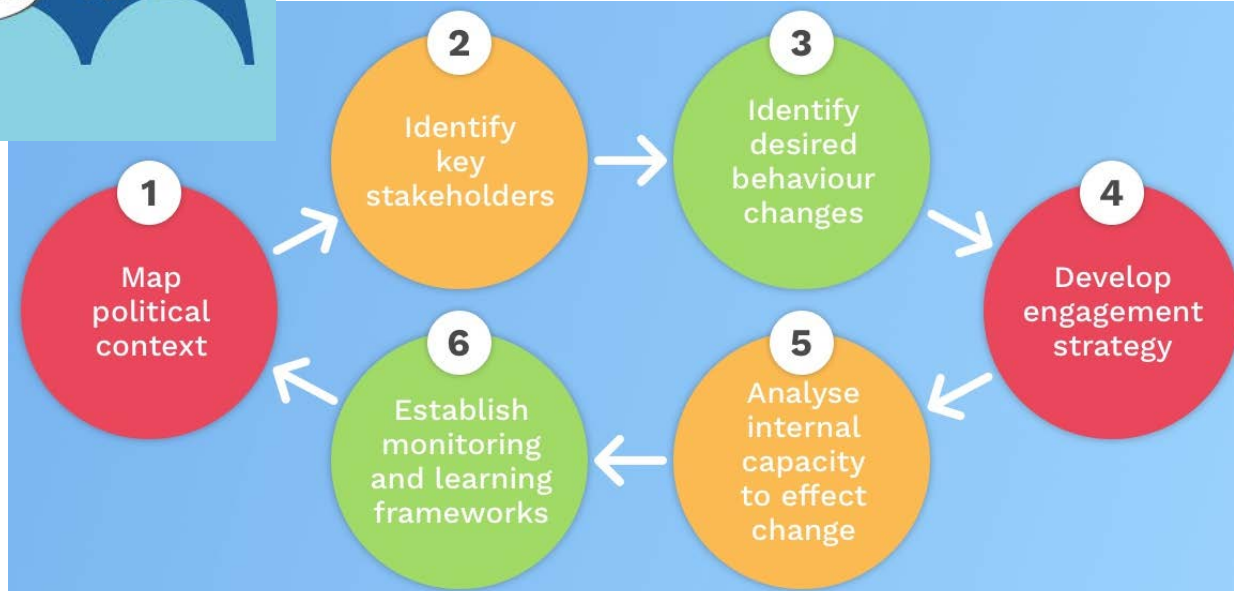 1
Map
political
context
2
Identify
key
stakeholders
3
Identify
desired
behaviour
changes
4
Develop
engagement
strategy
5
Analyse
internal
capacity
to effect
change
6
Establish
monitoring
and learning
frameworks